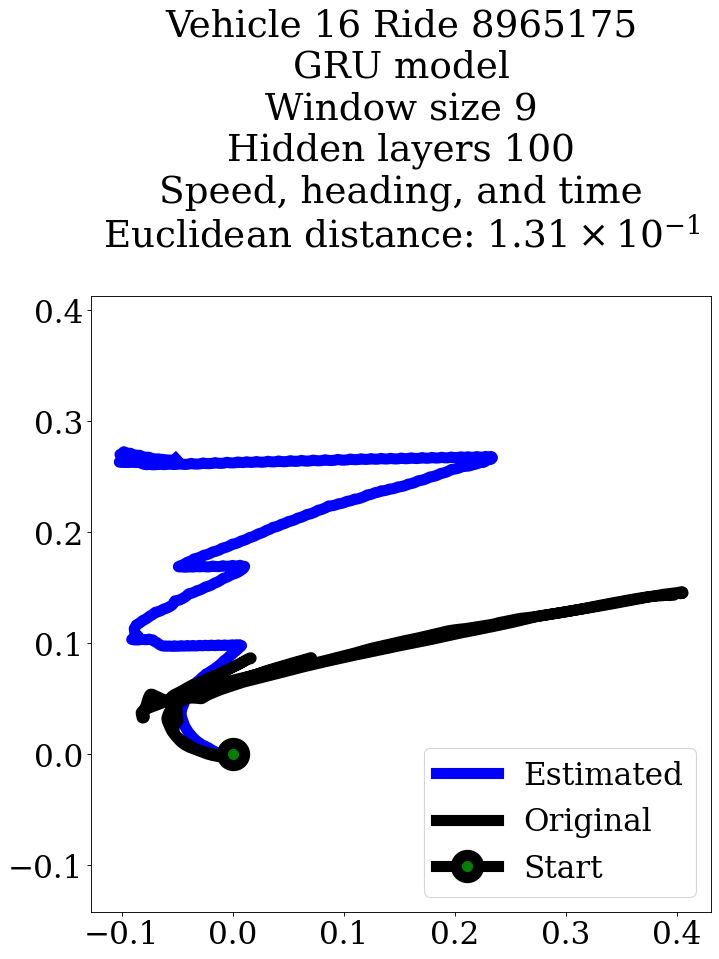 Vehicle 16 Ride 8965175
GRU model
Window size 9
Hidden layers 100
Speed, heading, and time
Euclidean distance: 1.31 × 10⁻¹
0.4
0.3
0.2
0.1
0.0
−0.1
Estimated
Original
Start
−0.1 0.0 0.1 0.2 0.3 0.4